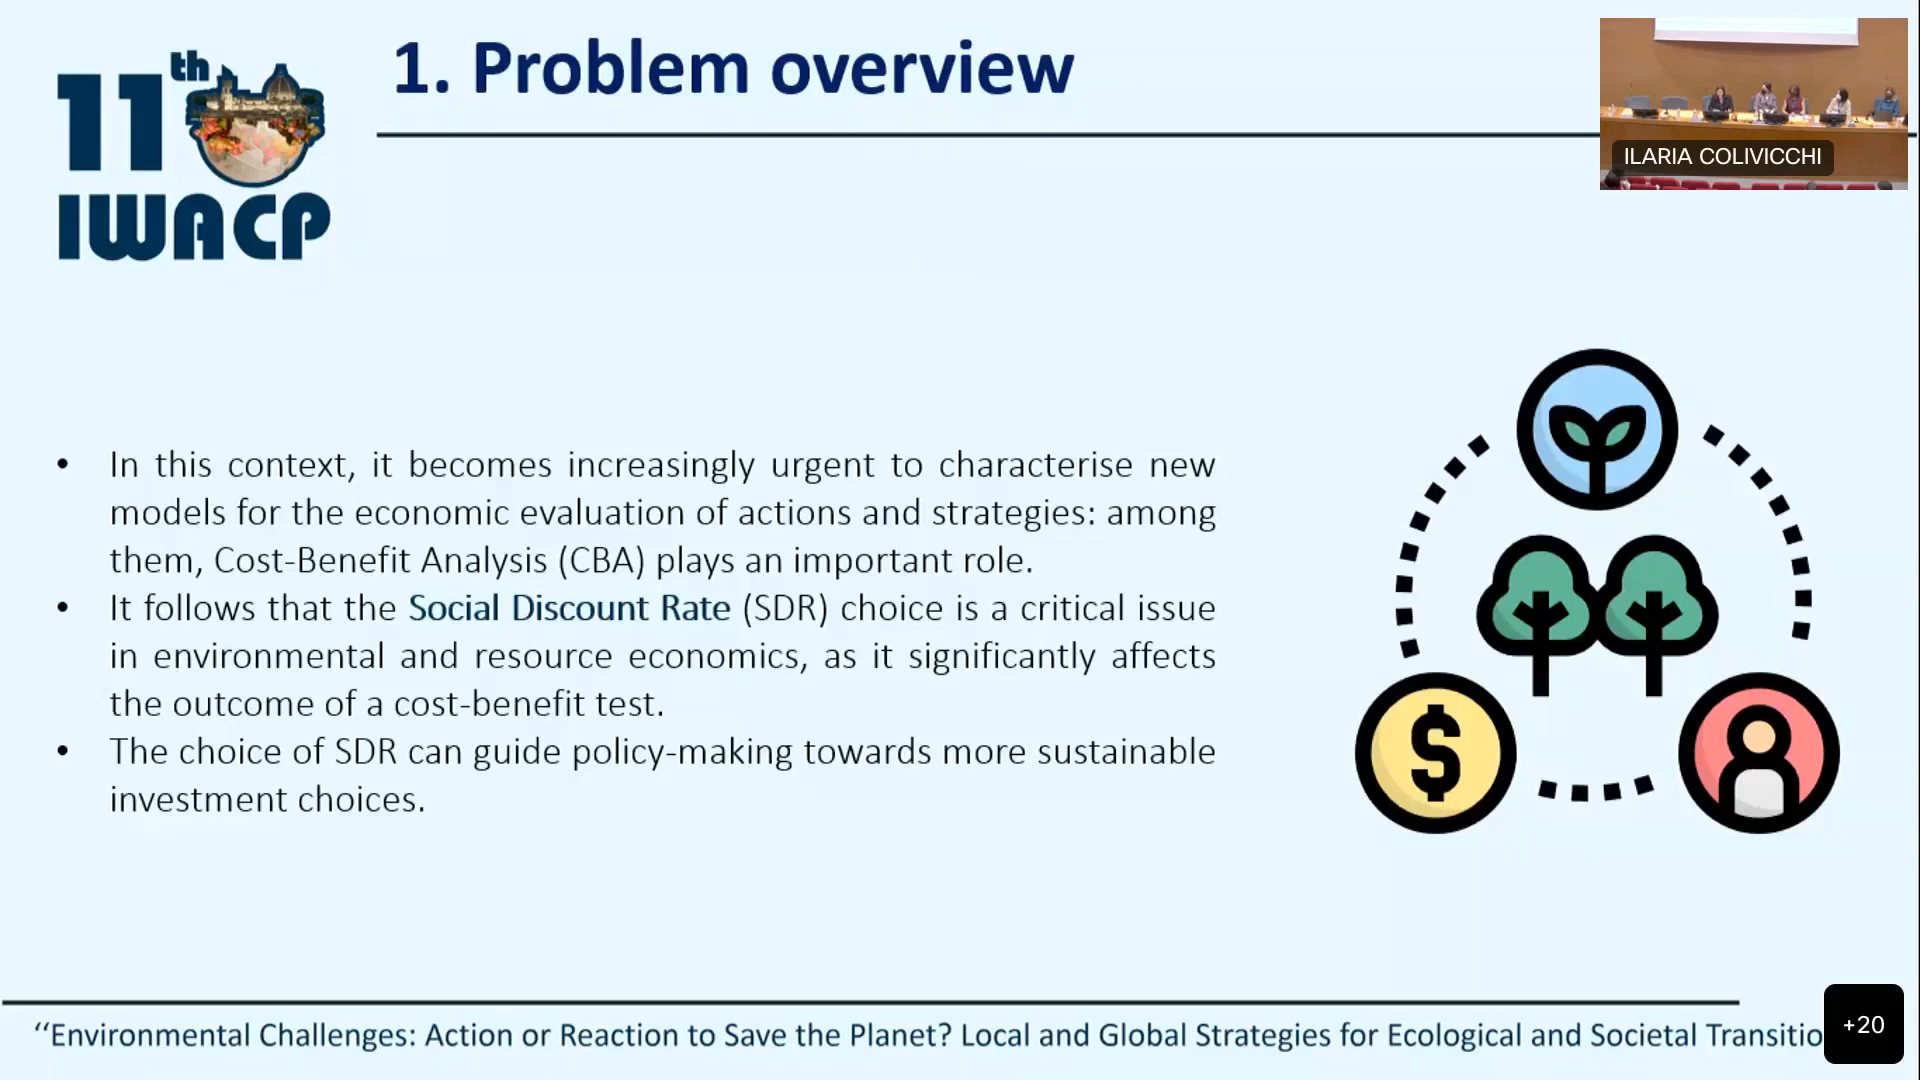 11th
IWACP
1. Problem overview
ILARIA COLIVICCHI
• In this context, it becomes increasingly urgent to characterise new
models for the economic evaluation of actions and strategies: among
them, Cost-Benefit Analysis (CBA) plays an important role.
• It follows that the Social Discount Rate (SDR) choice is a critical issue
in environmental and resource economics, as it significantly affects
the outcome of a cost-benefit test.
• The choice of SDR can guide policy-making towards more sustainable
investment choices.
$
“Environmental Challenges: Action or Reaction to Save the Planet? Local and Global Strategies for Ecological and Societal Transitio
+20